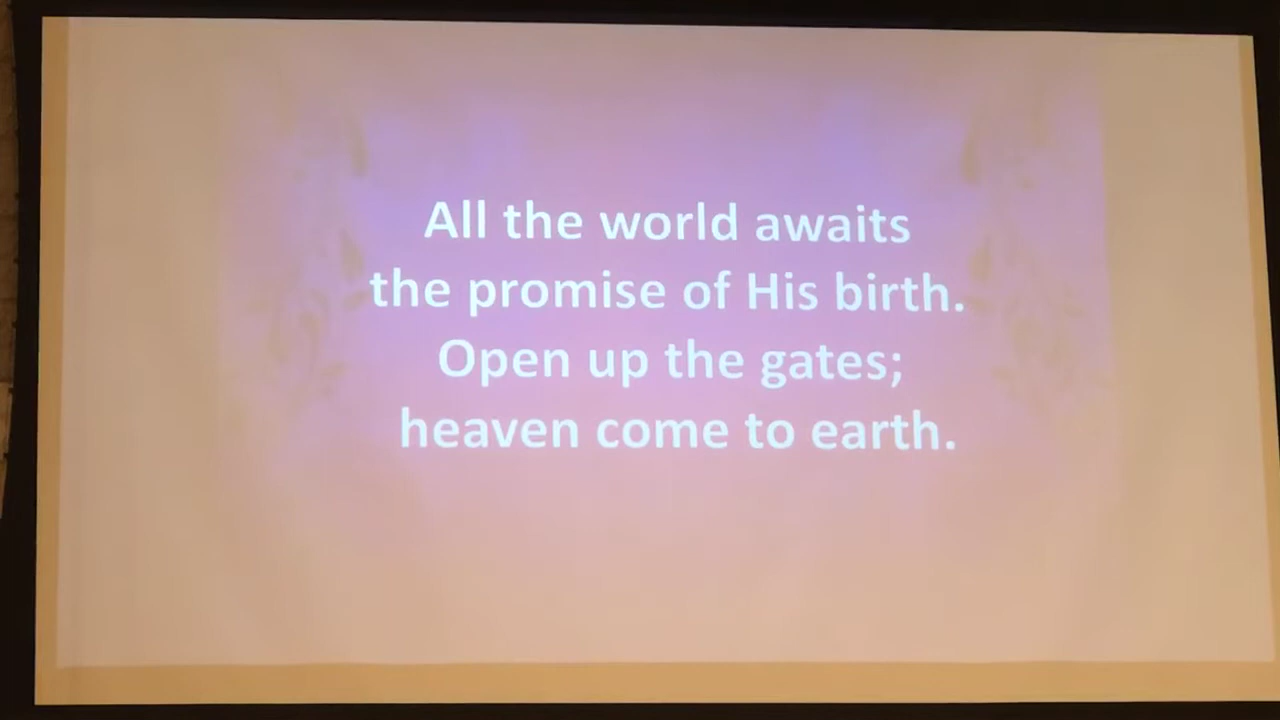 All the world awaits
the promise of His birth.
Open up the gates;
heaven come to earth.